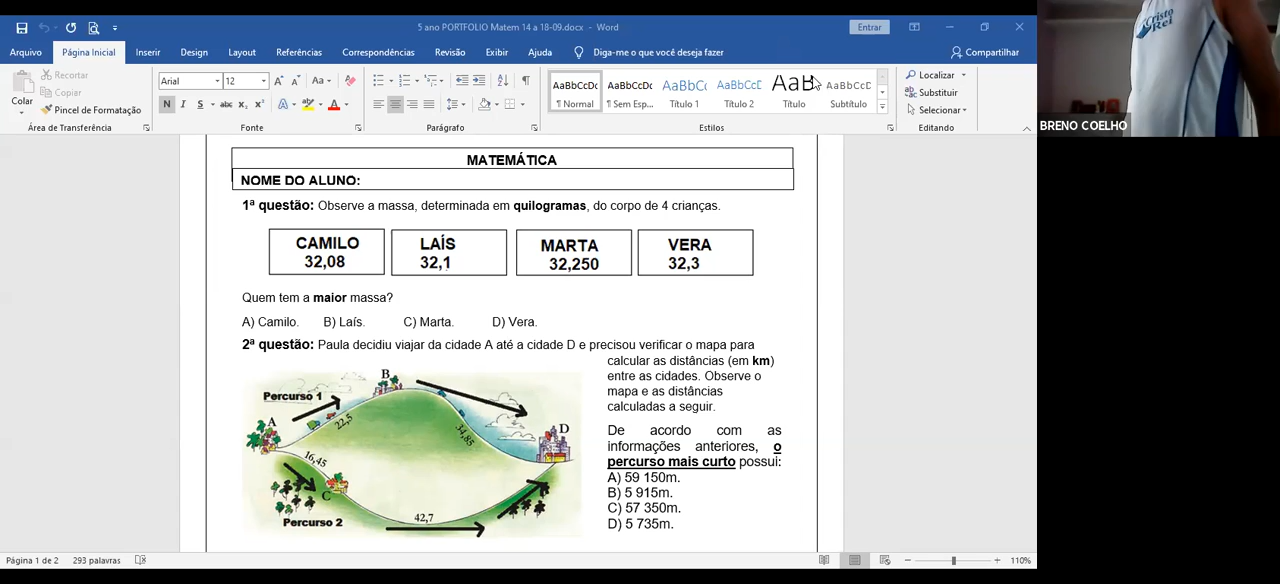 5 ano PORTFOLIO Matem 14 a 18-09.docx - Word
Entrar
Arquivo Página Inicial Inserir Design Layout Referências Correspondências Revisão Exibir Ajuda Diga-me o que você deseja fazer Compartilhar
Colar
Recortar
Copiar
Pincel de Formatação
Área de Transferência
Arial 12
N I S abc x₂ x²
Fonte
Parágrafo
AaBbCcDc AaBbCcDc AaBbC( AaBbCcD AaB AaBbCcD
¶ Normal ¶ Sem Esp... Título 1 Título 2 Título Subtítulo
Estilos
Localizar
Substituir
Selecionar
Editando
Cristo
Rei
BRENO COELHO
MATEMÁTICA
NOME DO ALUNO:
1ª questão: Observe a massa, determinada em quilogramas, do corpo de 4 crianças.
CAMILO
32,08
LAÍS
32,1
MARTA
32,250
VERA
32,3
Quem tem a maior massa?
A) Camilo. B) Laís. C) Marta. D) Vera.
2ª questão: Paula decidiu viajar da cidade A até a cidade D e precisou verificar o mapa para
calcular as distâncias (em km)
entre as cidades. Observe o
mapa e as distâncias
calculadas a seguir.
De acordo com as
informações anteriores, o
percurso mais curto possui:
A) 59 150m.
B) 5 915m.
C) 57 350m.
D) 5 735m.
B
Percurso 1
A
22,5
34,85
D
16,45
C
Percurso 2
42,7
Página 1 de 2 293 palavras
110%